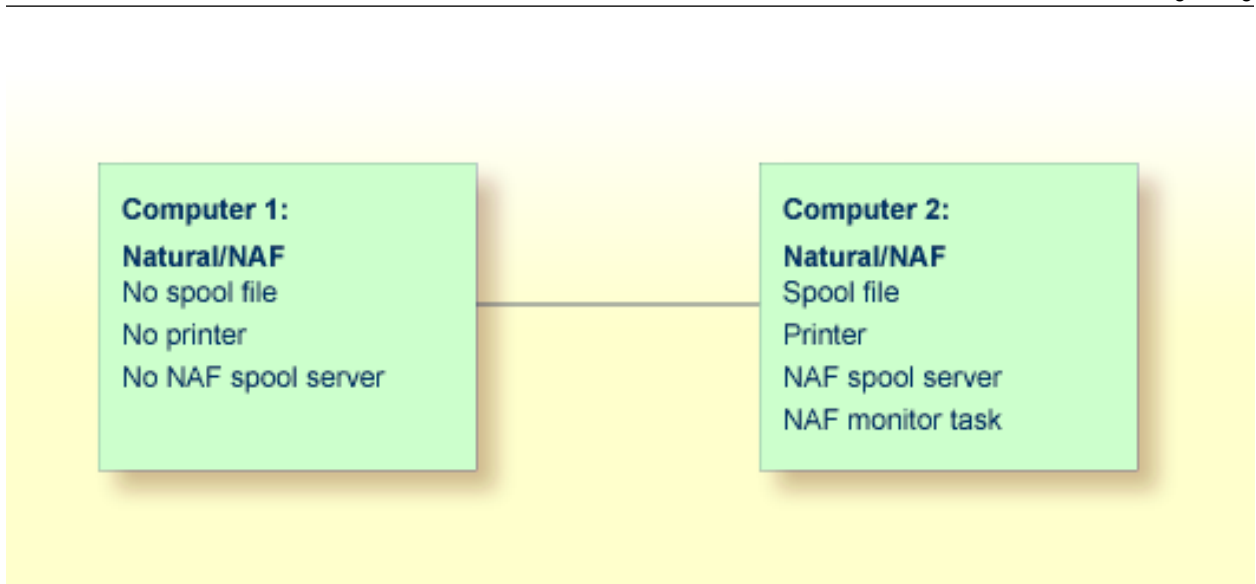 Computer 1:
Natural/NAF
No spool file
No printer
No NAF spool server
Computer 2:
Natural/NAF
Spool file
Printer
NAF spool server
NAF monitor task